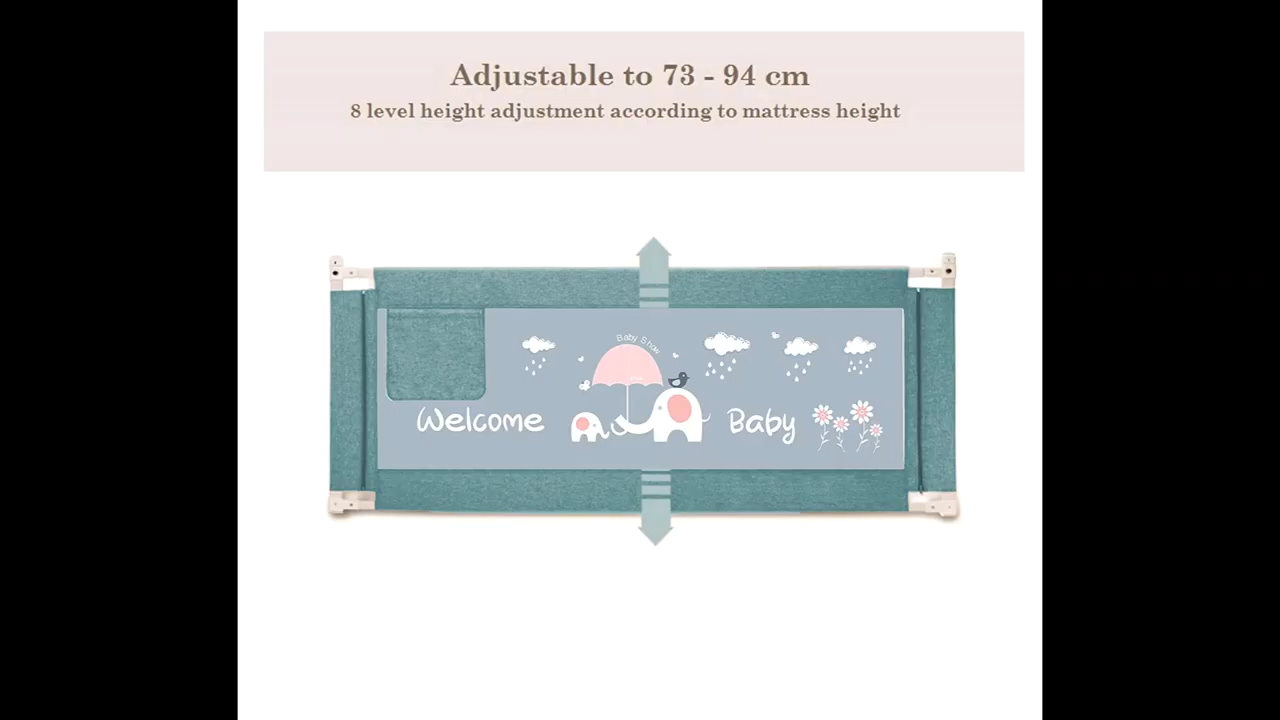 Adjustable to 73 - 94 cm
8 level height adjustment according to mattress height
Baby Show
Welcome
Baby